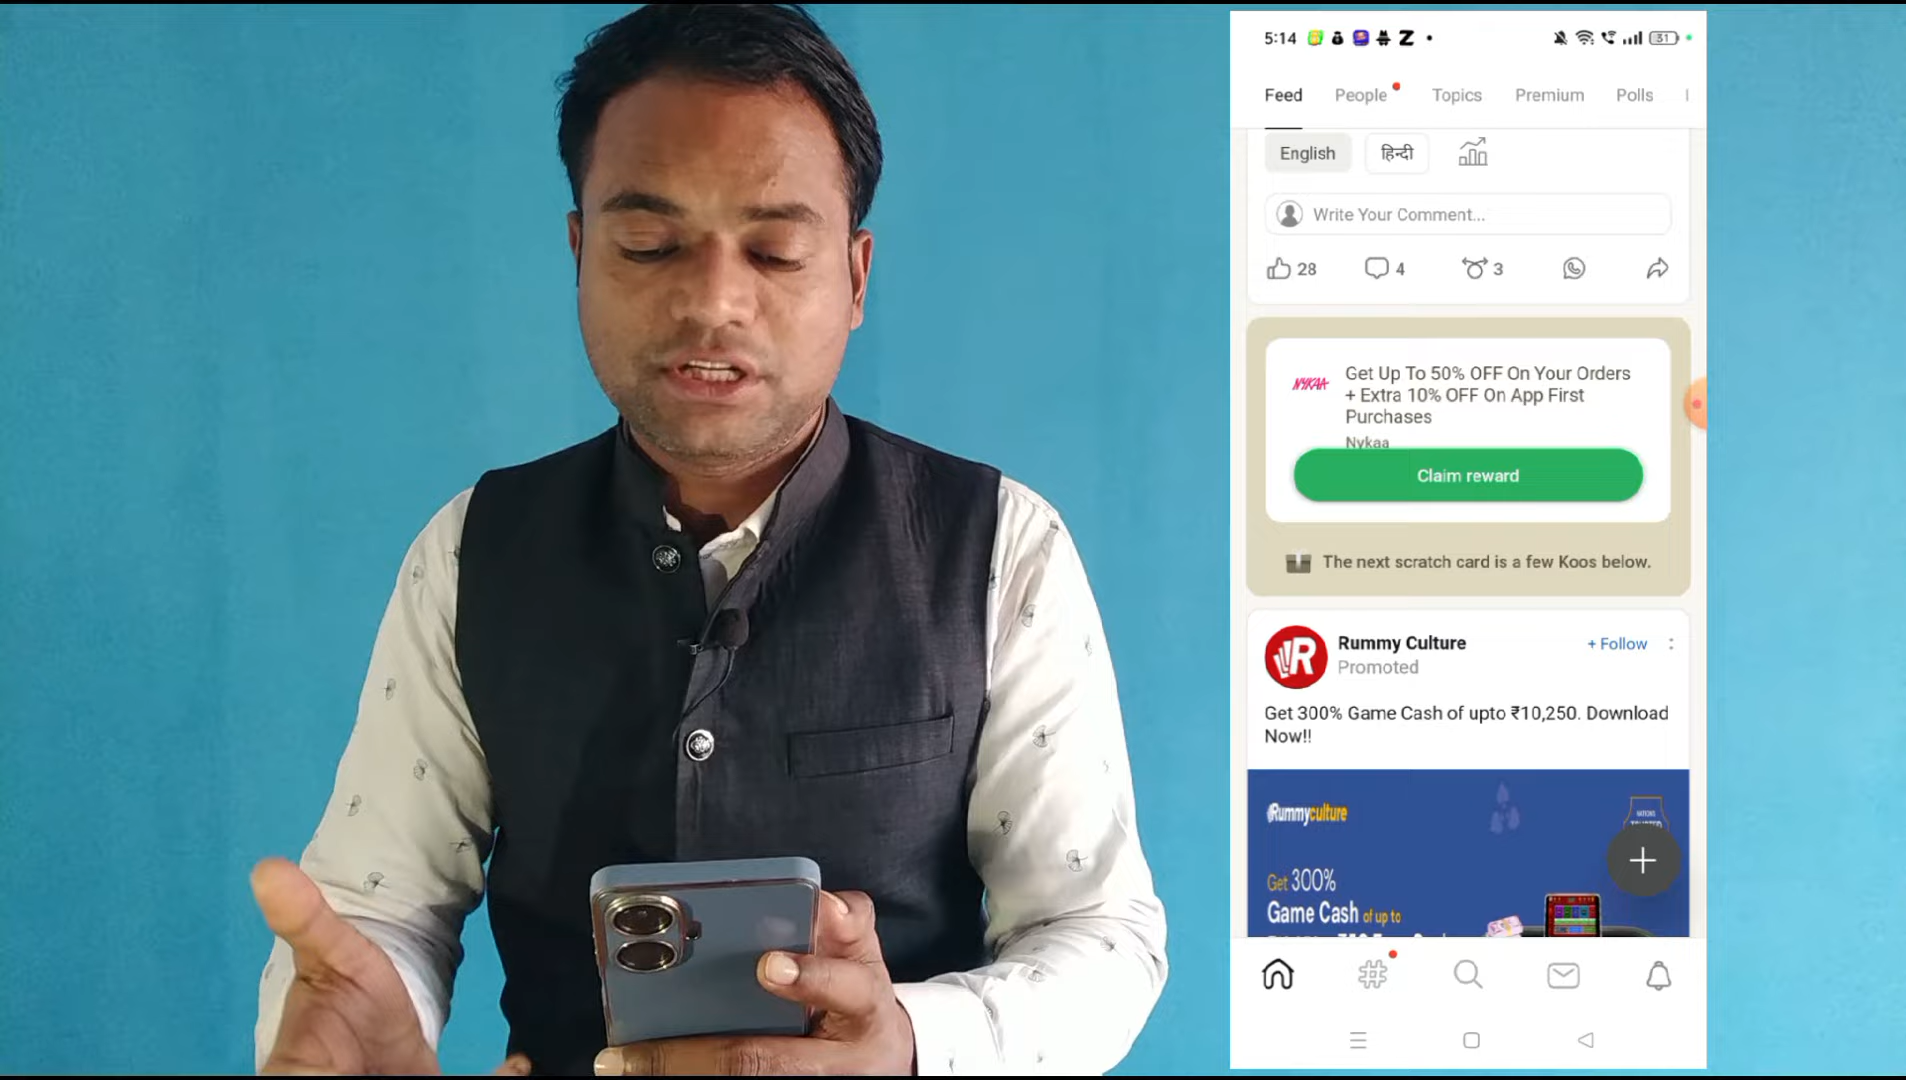 5:14 Z 31
Feed People Topics Premium Polls
English हिन्दी
Write Your Comment...
28 4 3
NYKAA
Get Up To 50% OFF On Your Orders
+ Extra 10% OFF On App First
Purchases
Nykaa
Claim reward
The next scratch card is a few Koos below.
R
Rummy Culture
+ Follow
Promoted
Get 300% Game Cash of upto ₹10,250. Download
Now!!
Rummyculture
Get 300%
Game Cash of up to